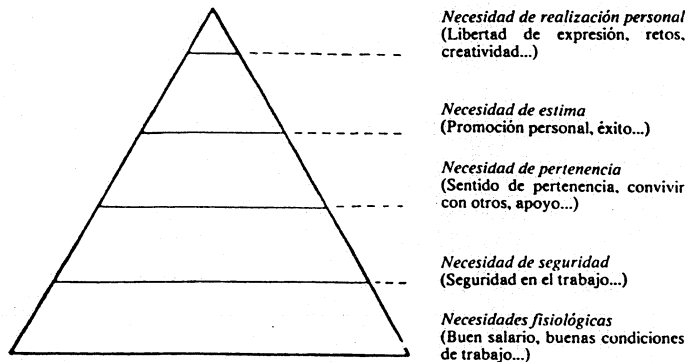 Necesidad de realización personal
(Libertad de expresión, retos,
creatividad...)
Necesidad de estima
(Promoción personal, éxito...)
Necesidad de pertenencia
(Sentido de pertenencia, convivir
con otros, apoyo...)
Necesidad de seguridad
(Seguridad en el trabajo...)
Necesidades fisiológicas
(Buen salario, buenas condiciones
de trabajo...)